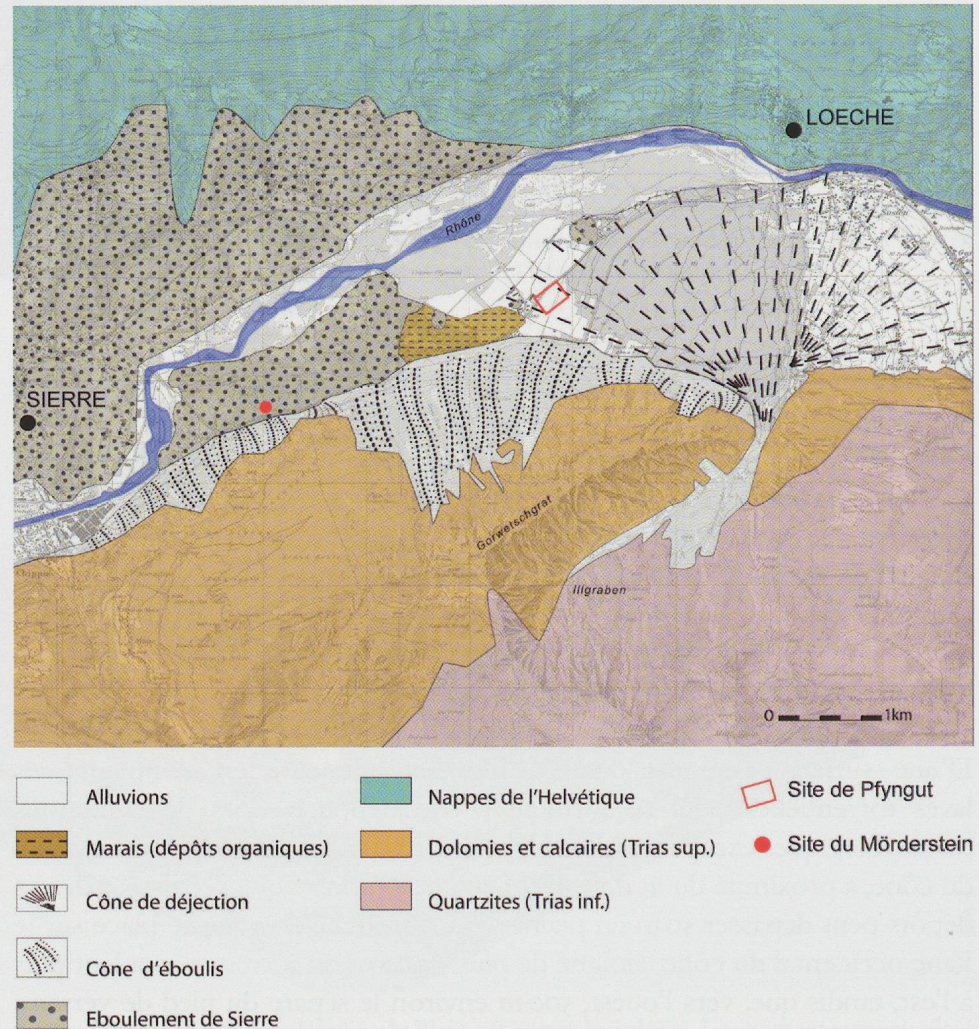 LOECHE
Rhône
SIERRE
Gorwetschgrat
Illgraben
0 1km
Alluvions
Marais (dépôts organiques)
Cône de déjection
Cône d'éboulis
Eboulement de Sierre
Nappes de l'Helvétique
Dolomies et calcaires (Trias sup.)
Quartzites (Trias inf.)
Site de Pfyngut
Site du Mörderstein